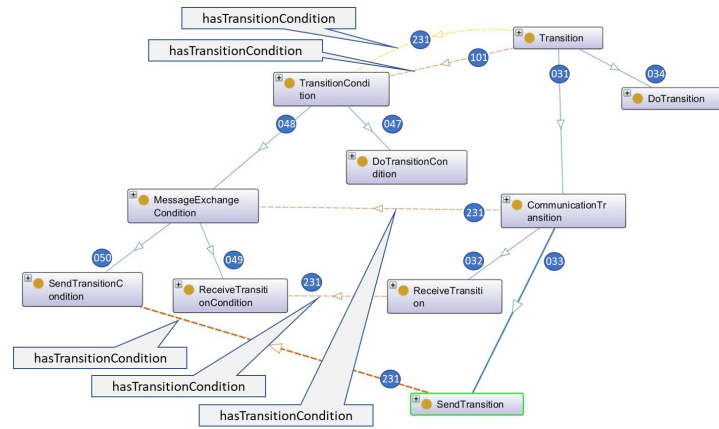 hasTransitionCondition
231
Transition
hasTransitionCondition
101
031
034
TransitionCondi
tion
DoTransition
048
047
DoTransitionCon
dition
MessageExchange
Condition
231
CommunicationTr
ansition
050
049
032
033
SendTransitionC
ondition
ReceiveTransiti
onCondition
231
ReceiveTransiti
on
hasTransitionCondition
hasTransitionCondition
231
hasTransitionCondition
SendTransition